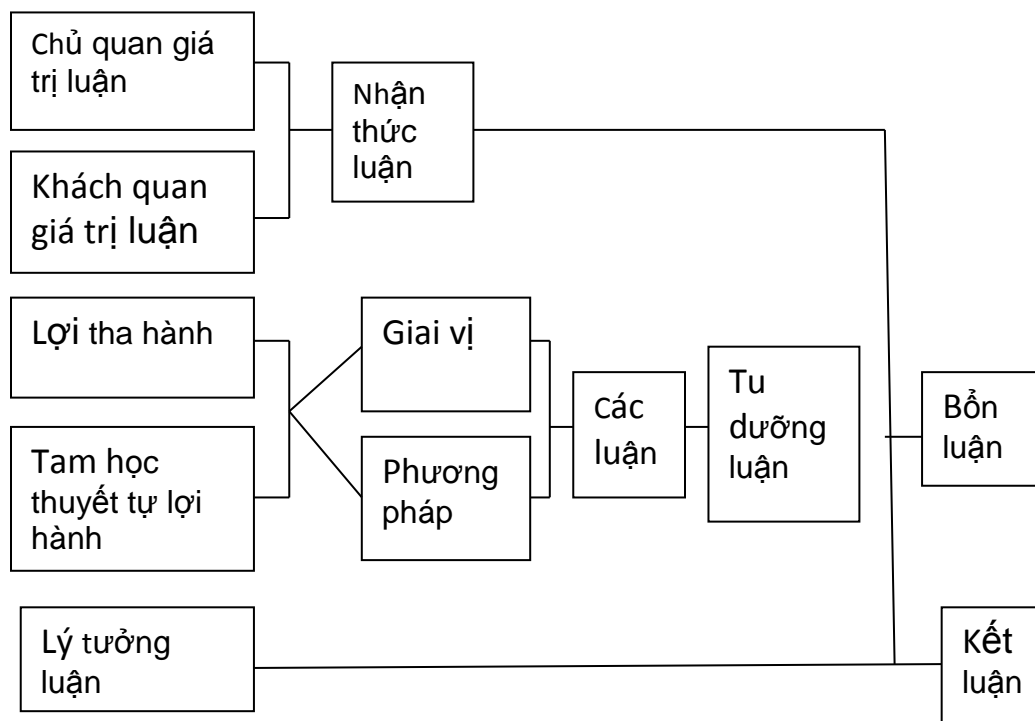 Chủ quan giá
trị luận
Nhận
thức
luận
Khách quan
giá trị luận
Lợi tha hành
Giai vị
Các
luận
Tu
dưỡng
luận
Bổn
luận
Tam học
thuyết tự lợi
hành
Phương
pháp
Lý tưởng
luận
Kết
luận